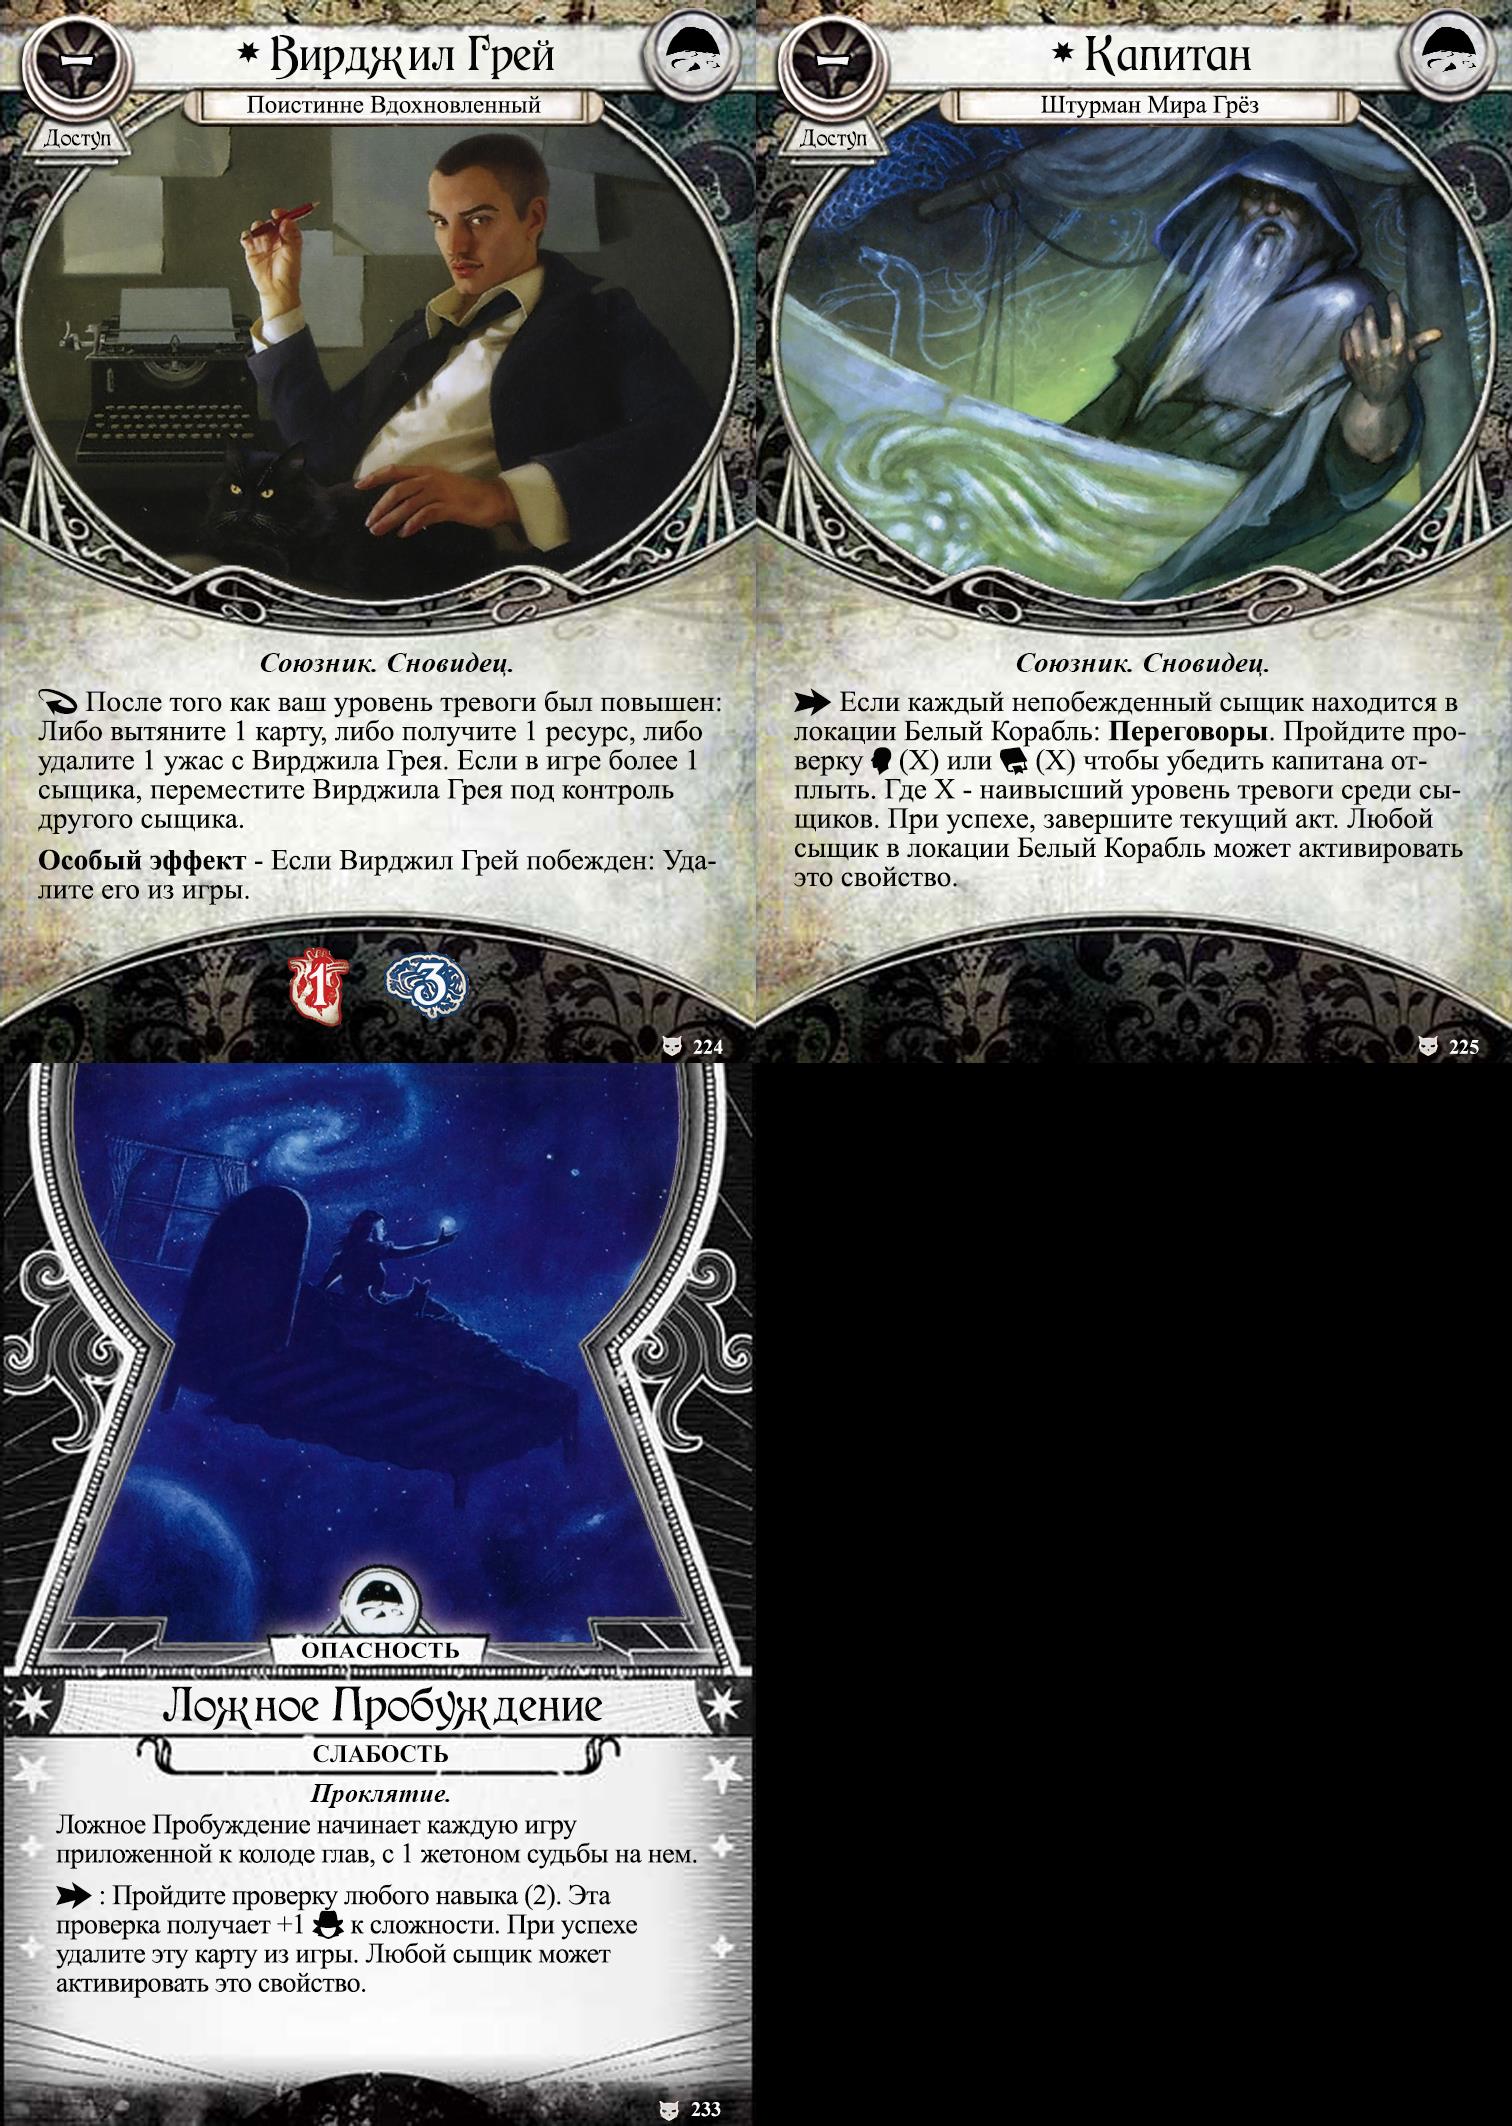 Вирджил Грей
Поистинне Вдохновленный
Доступ
Союзник. Сновидец.
После того как ваш уровень тревоги был повышен:
Либо вытяните 1 карту, либо получите 1 ресурс, либо
удалите 1 ужас с Вирджила Грея. Если в игре более 1
сыщика, переместите Вирджила Грея под контроль
другого сыщика.
Особый эффект - Если Вирджил Грей побежден: Уда-
лите его из игры.
1 3
224
Капитан
Штурман Мира Грёз
Доступ
Союзник. Сновидец.
Если каждый непобежденный сыщик находится в
локации Белый Корабль: Переговоры. Пройдите про-
верку (X) или (X) чтобы убедить капитана от-
плыть. Где X - наивысший уровень тревоги среди сы-
щиков. При успехе, завершите текущий акт. Любой
сыщик в локации Белый Корабль может активировать
это свойство.
225
ОПАСНОСТЬ
Ложное Пробуждение
СЛАБОСТЬ
Проклятие.
Ложное Пробуждение начинает каждую игру
приложенной к колоде глав, с 1 жетоном судьбы на нем.
: Пройдите проверку любого навыка (2). Эта
проверка получает +1 к сложности. При успехе
удалите эту карту из игры. Любой сыщик может
активировать это свойство.
233